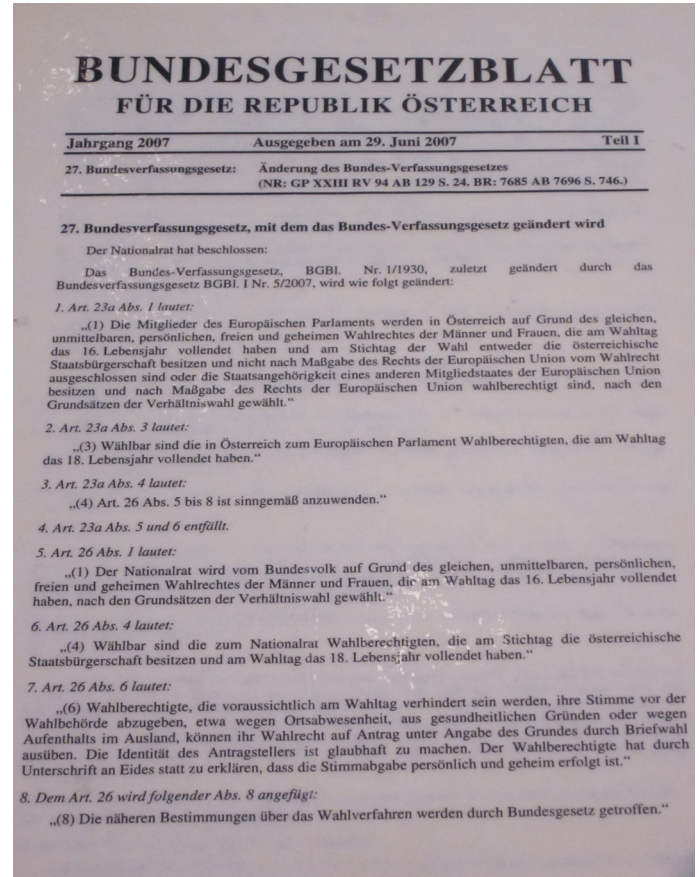 BUNDESGESETZBLATT
FÜR DIE REPUBLIK ÖSTERREICH
Jahrgang 2007 Ausgegeben am 29. Juni 2007 Teil I
27. Bundesverfassungsgesetz: Änderung des Bundes-Verfassungsgesetzes
(NR: GP XXIII RV 94 AB 129 S. 24. BR: 7685 AB 7696 S. 746.)
27. Bundesverfassungsgesetz, mit dem das Bundes-Verfassungsgesetz geändert wird
Der Nationalrat hat beschlossen:
Das Bundes-Verfassungsgesetz, BGBl. Nr. 1/1930, zuletzt geändert durch das
Bundesverfassungsgesetz BGBl. I Nr. 5/2007, wird wie folgt geändert:
1. Art. 23a Abs. 1 lautet:
„(1) Die Mitglieder des Europäischen Parlaments werden in Österreich auf Grund des gleichen,
unmittelbaren, persönlichen, freien und geheimen Wahlrechtes der Männer und Frauen, die am Wahltag
das 16. Lebensjahr vollendet haben und am Stichtag der Wahl entweder die österreichische
Staatsbürgerschaft besitzen und nicht nach Maßgabe des Rechts der Europäischen Union vom Wahlrecht
ausgeschlossen sind oder die Staatsangehörigkeit eines anderen Mitgliedstaates der Europäischen Union
besitzen und nach Maßgabe des Rechts der Europäischen Union wahlberechtigt sind, nach den
Grundsätzen der Verhältniswahl gewählt.“
2. Art. 23a Abs. 3 lautet:
„(3) Wählbar sind die in Österreich zum Europäischen Parlament Wahlberechtigten, die am Wahltag
das 18. Lebensjahr vollendet haben.“
3. Art. 23a Abs. 4 lautet:
„(4) Art. 26 Abs. 5 bis 8 ist sinngemäß anzuwenden.“
4. Art. 23a Abs. 5 und 6 entfällt.
5. Art. 26 Abs. 1 lautet:
„(1) Der Nationalrat wird vom Bundesvolk auf Grund des gleichen, unmittelbaren, persönlichen,
freien und geheimen Wahlrechtes der Männer und Frauen, die am Wahltag das 16. Lebensjahr vollendet
haben, nach den Grundsätzen der Verhältniswahl gewählt.“
6. Art. 26 Abs. 4 lautet:
„(4) Wählbar sind die zum Nationalrat Wahlberechtigten, die am Stichtag die österreichische
Staatsbürgerschaft besitzen und am Wahltag das 18. Lebensjahr vollendet haben.“
7. Art. 26 Abs. 6 lautet:
„(6) Wahlberechtigte, die voraussichtlich am Wahltag verhindert sein werden, ihre Stimme vor der
Wahlbehörde abzugeben, etwa wegen Ortsabwesenheit, aus gesundheitlichen Gründen oder wegen
Aufenthalts im Ausland, können ihr Wahlrecht auf Antrag unter Angabe des Grundes durch Briefwahl
ausüben. Die Identität des Antragstellers ist glaubhaft zu machen. Der Wahlberechtigte hat durch
Unterschrift an Eides statt zu erklären, dass die Stimmabgabe persönlich und geheim erfolgt ist.“
8. Dem Art. 26 wird folgender Abs. 8 angefügt:
„(8) Die näheren Bestimmungen über das Wahlverfahren werden durch Bundesgesetz getroffen.“